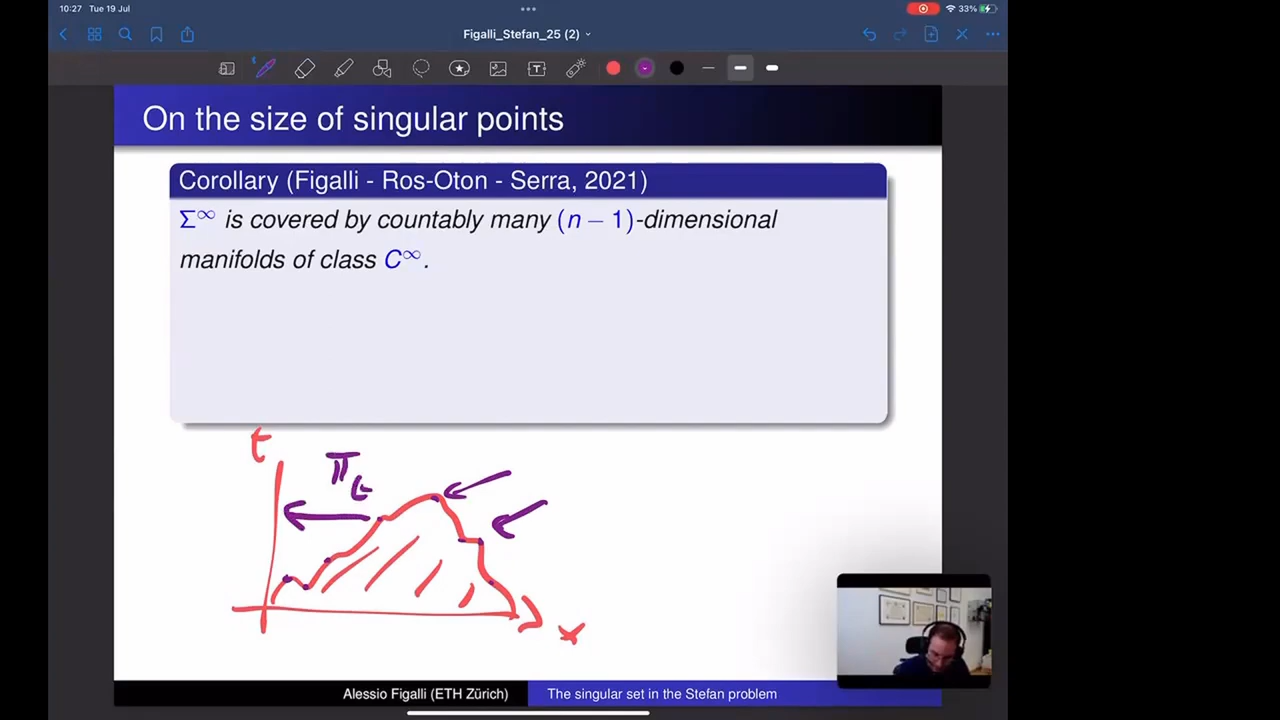 10:27 Tue 19 Jul
33%
Figalli_Stefan_25 (2)
On the size of singular points
Corollary (Figalli - Ros-Oton - Serra, 2021)
Σ∞ is covered by countably many (n − 1)-dimensional
manifolds of class C∞.
t
π_t
x
Alessio Figalli (ETH Zürich)
The singular set in the Stefan problem